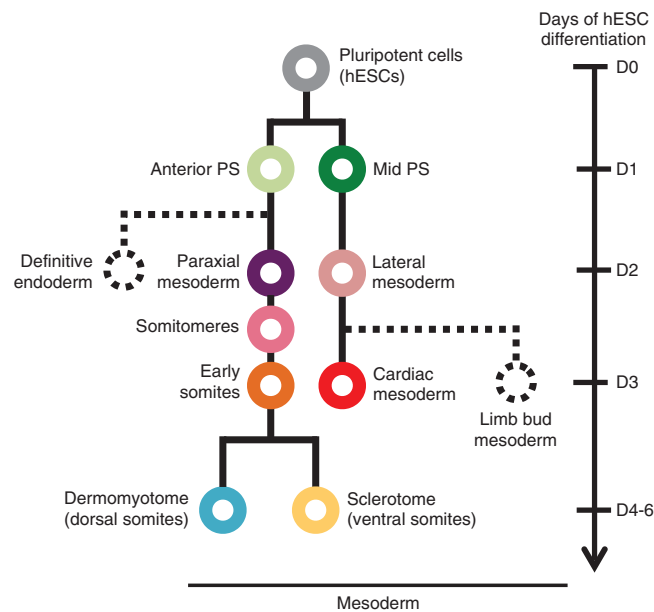 Days of hESC
differentiation
Pluripotent cells
(hESCs)
D0
Anterior PS
Mid PS
D1
Definitive
endoderm
Paraxial
mesoderm
Lateral
mesoderm
D2
Somitomeres
Early
somites
Cardiac
mesoderm
D3
Limb bud
mesoderm
Dermomyotome
(dorsal somites)
Sclerotome
(ventral somites)
D4-6
Mesoderm